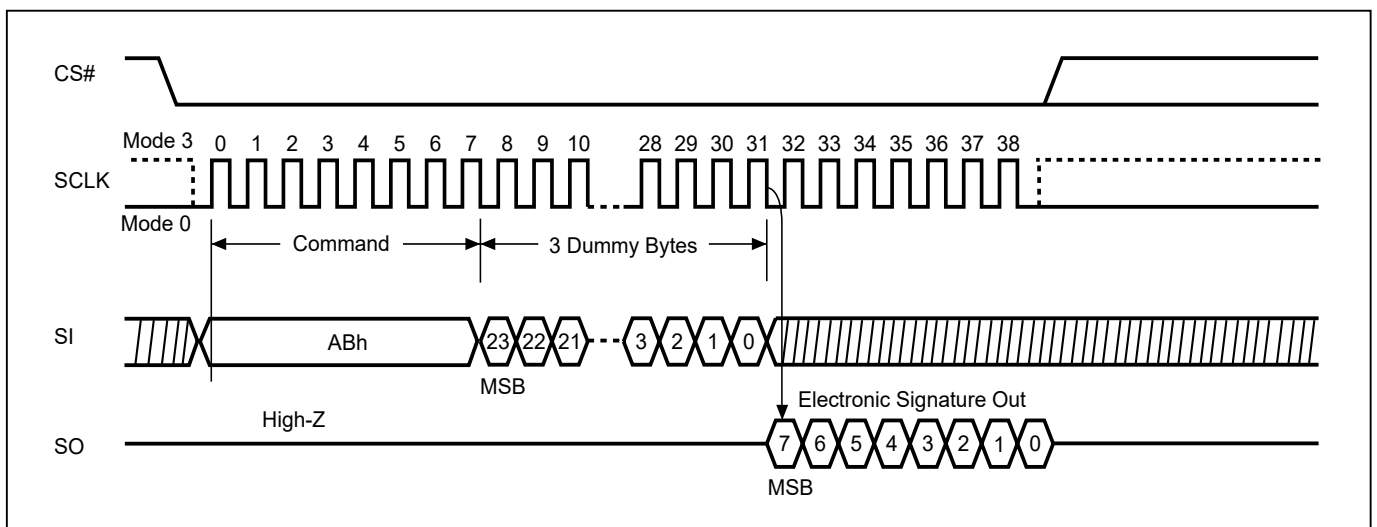 CS#
Mode 3 0 1 2 3 4 5 6 7 8 9 10 28 29 30 31 32 33 34 35 36 37 38
SCLK
Mode 0
Command 3 Dummy Bytes
SI ABh 23 22 21 3 2 1 0
MSB
Electronic Signature Out
High-Z
SO 7 6 5 4 3 2 1 0
MSB